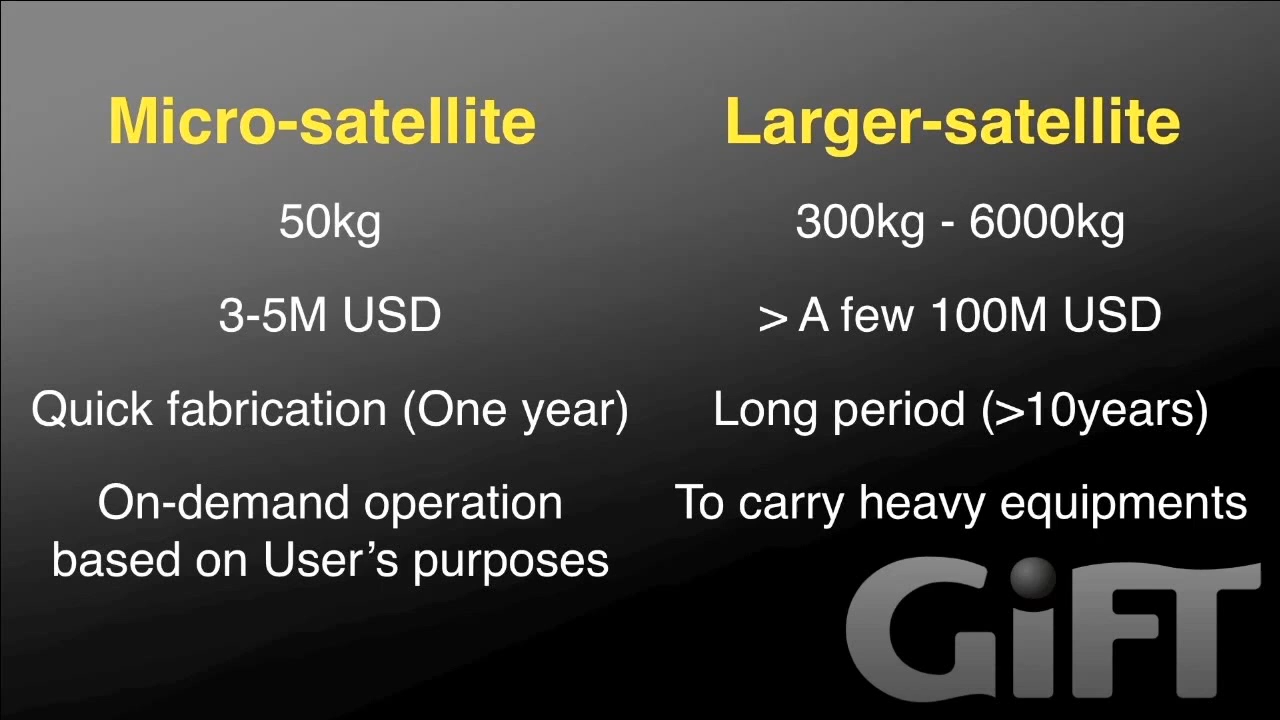 Micro-satellite
50kg
3-5M USD
Quick fabrication (One year)
On-demand operation
based on User’s purposes
Larger-satellite
300kg - 6000kg
> A few 100M USD
Long period (>10years)
To carry heavy equipments
GiFT